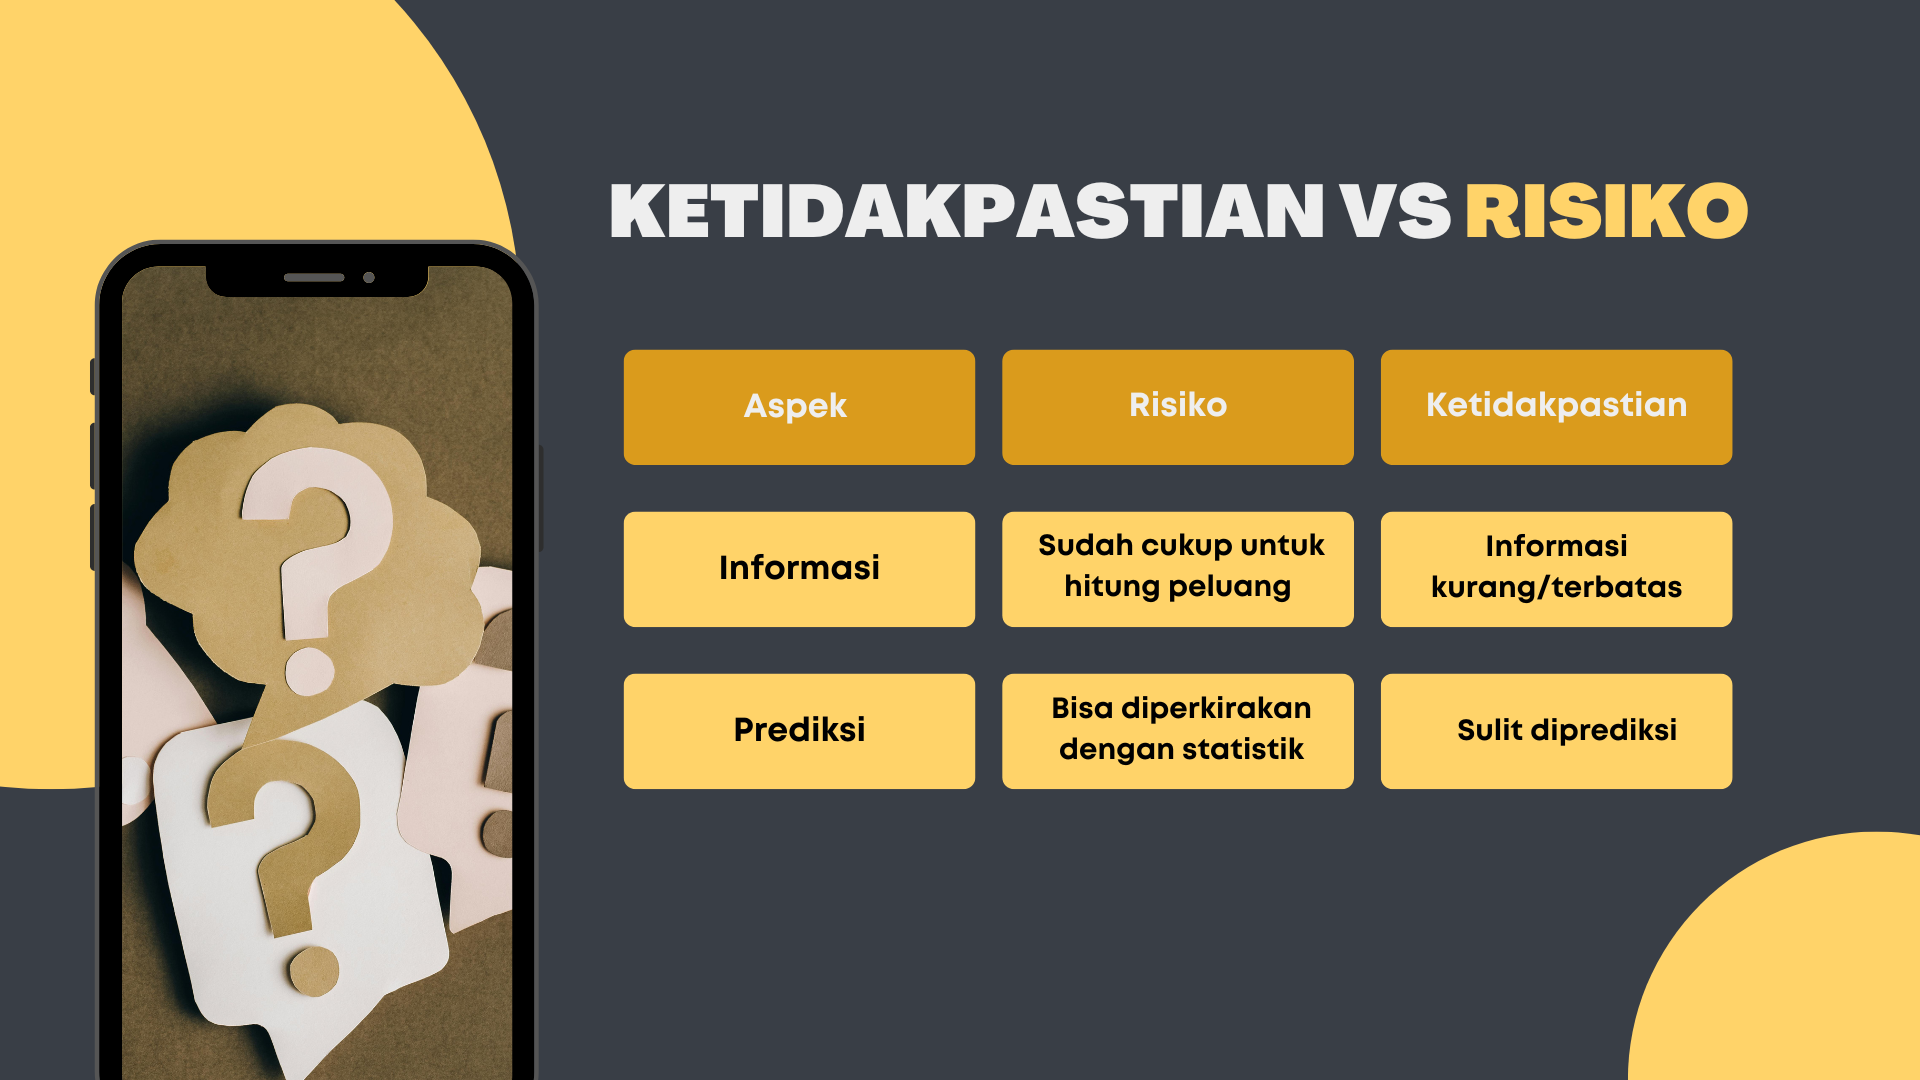 KETIDAKPASTIAN VS RISIKO
Aspek
Risiko
Ketidakpastian
Informasi
Sudah cukup untuk
hitung peluang
Informasi
kurang/terbatas
Prediksi
Bisa diperkirakan
dengan statistik
Sulit diprediksi